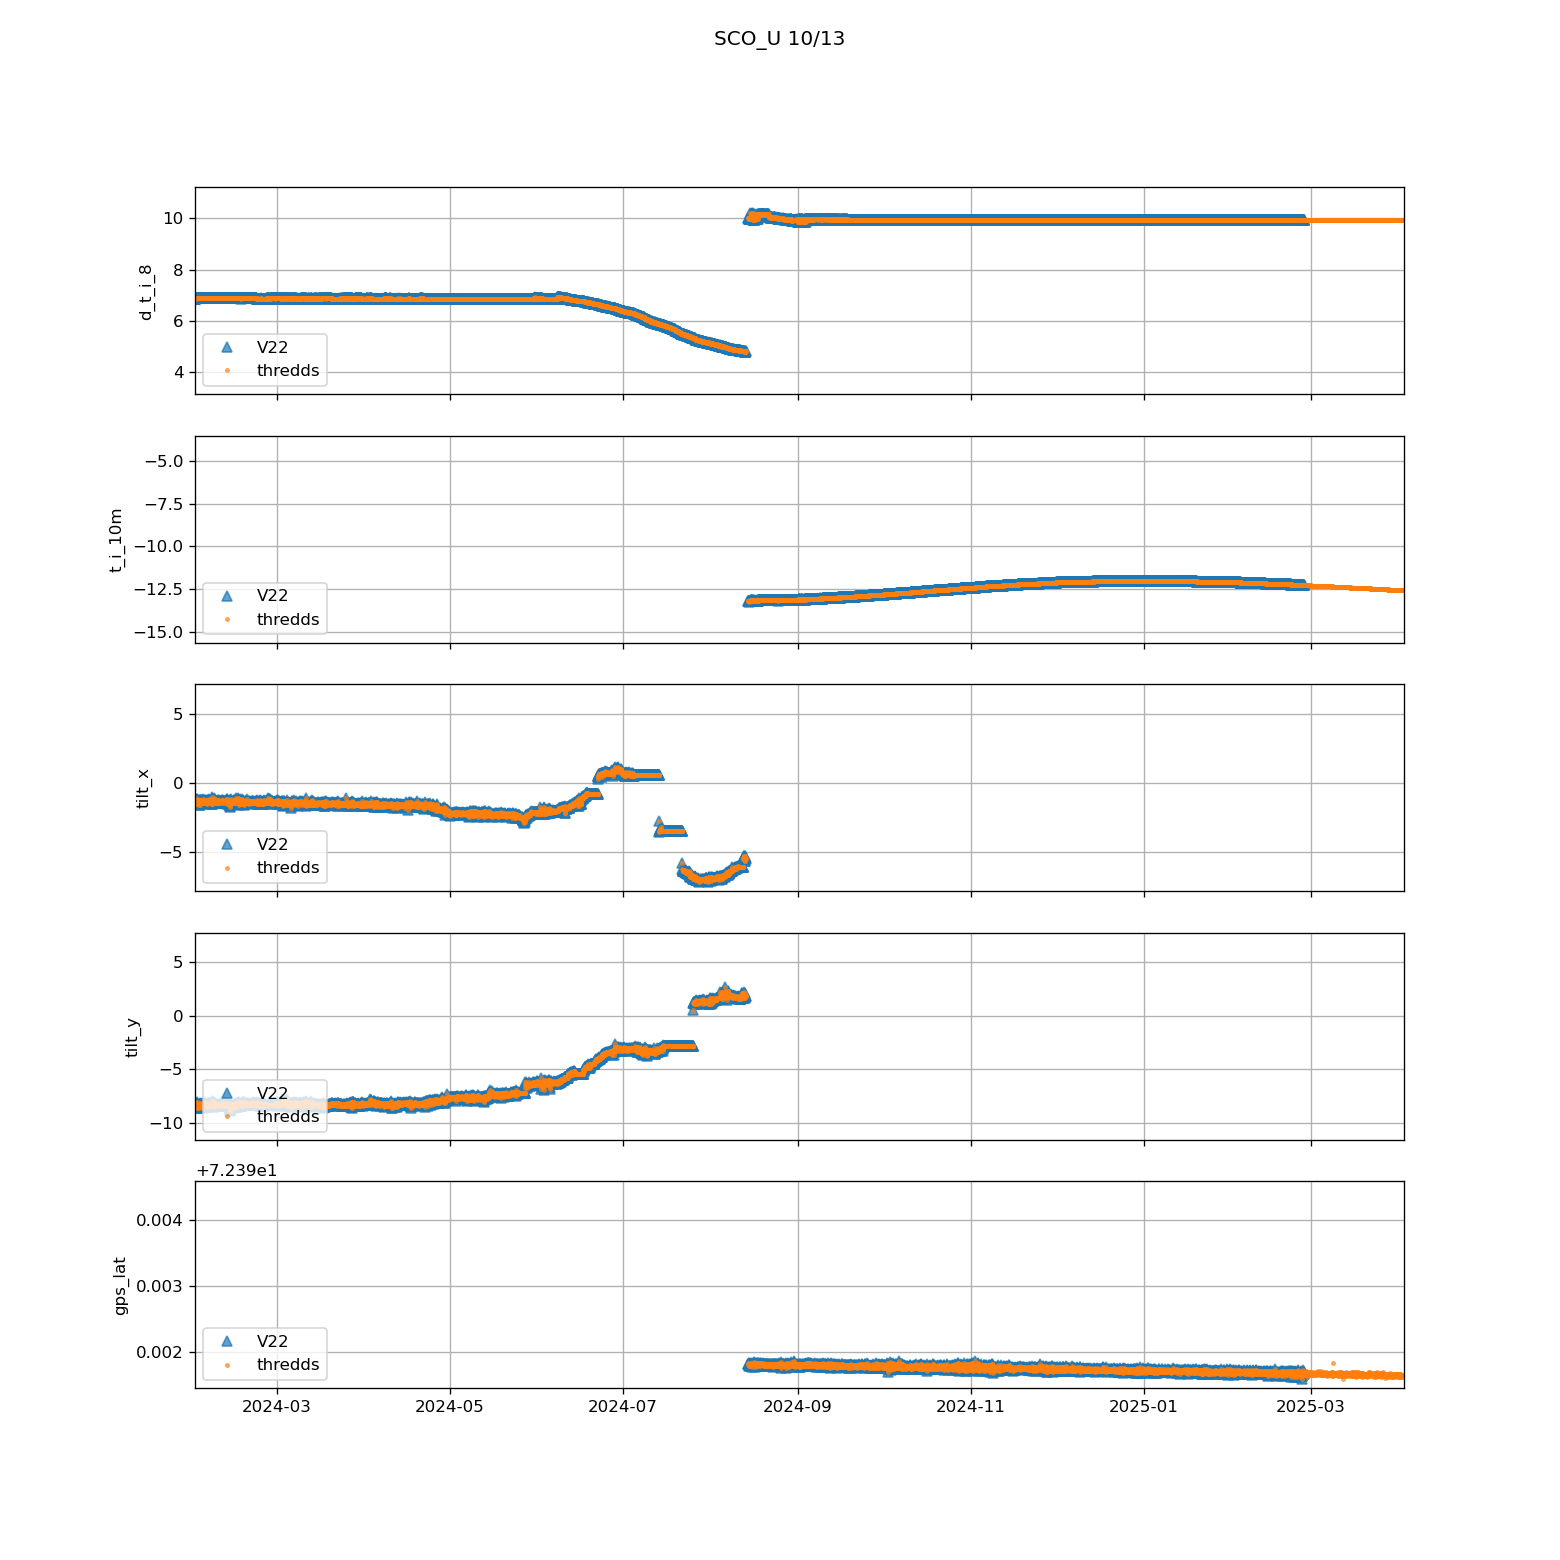 SCO_U 10/13
10
8
6
4
d_t_i_8
V22
thredds
−5.0
−7.5
−10.0
−12.5
−15.0
t_i_10m
V22
thredds
5
0
−5
tilt_x
V22
thredds
5
0
−5
−10
tilt_y
V22
thredds
+7.239e1
0.004
0.003
0.002
gps_lat
V22
thredds
2024-03 2024-05 2024-07 2024-09 2024-11 2025-01 2025-03